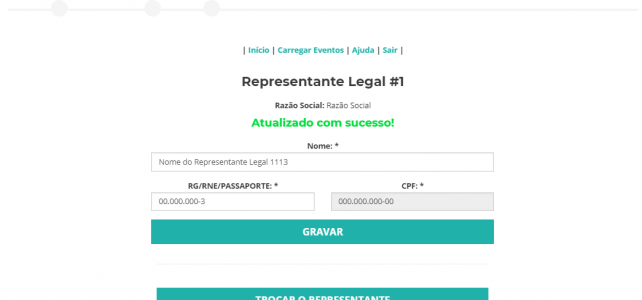 | Início | Carregar Eventos | Ajuda | Sair |
Representante Legal #1
Razão Social: Razão Social
Atualizado com sucesso!
Nome: *
Nome do Representante Legal 1113
RG/RNE/PASSAPORTE: * CPF: *
00.000.000-3 000.000.000-00
GRAVAR
TROCAR O REPRESENTANTE